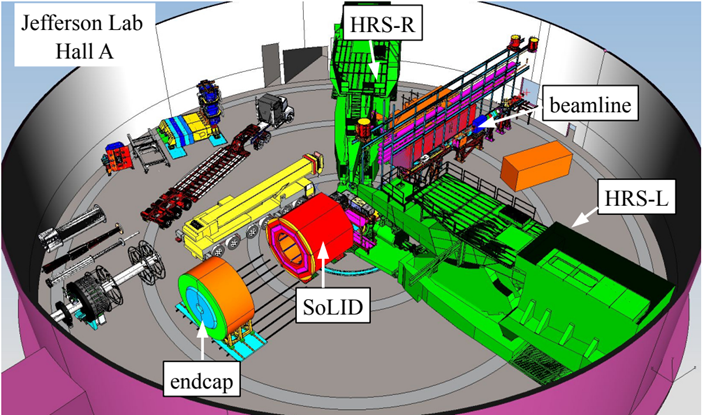 Jefferson Lab
Hall A
HRS-R
beamline
HRS-L
SoLID
endcap